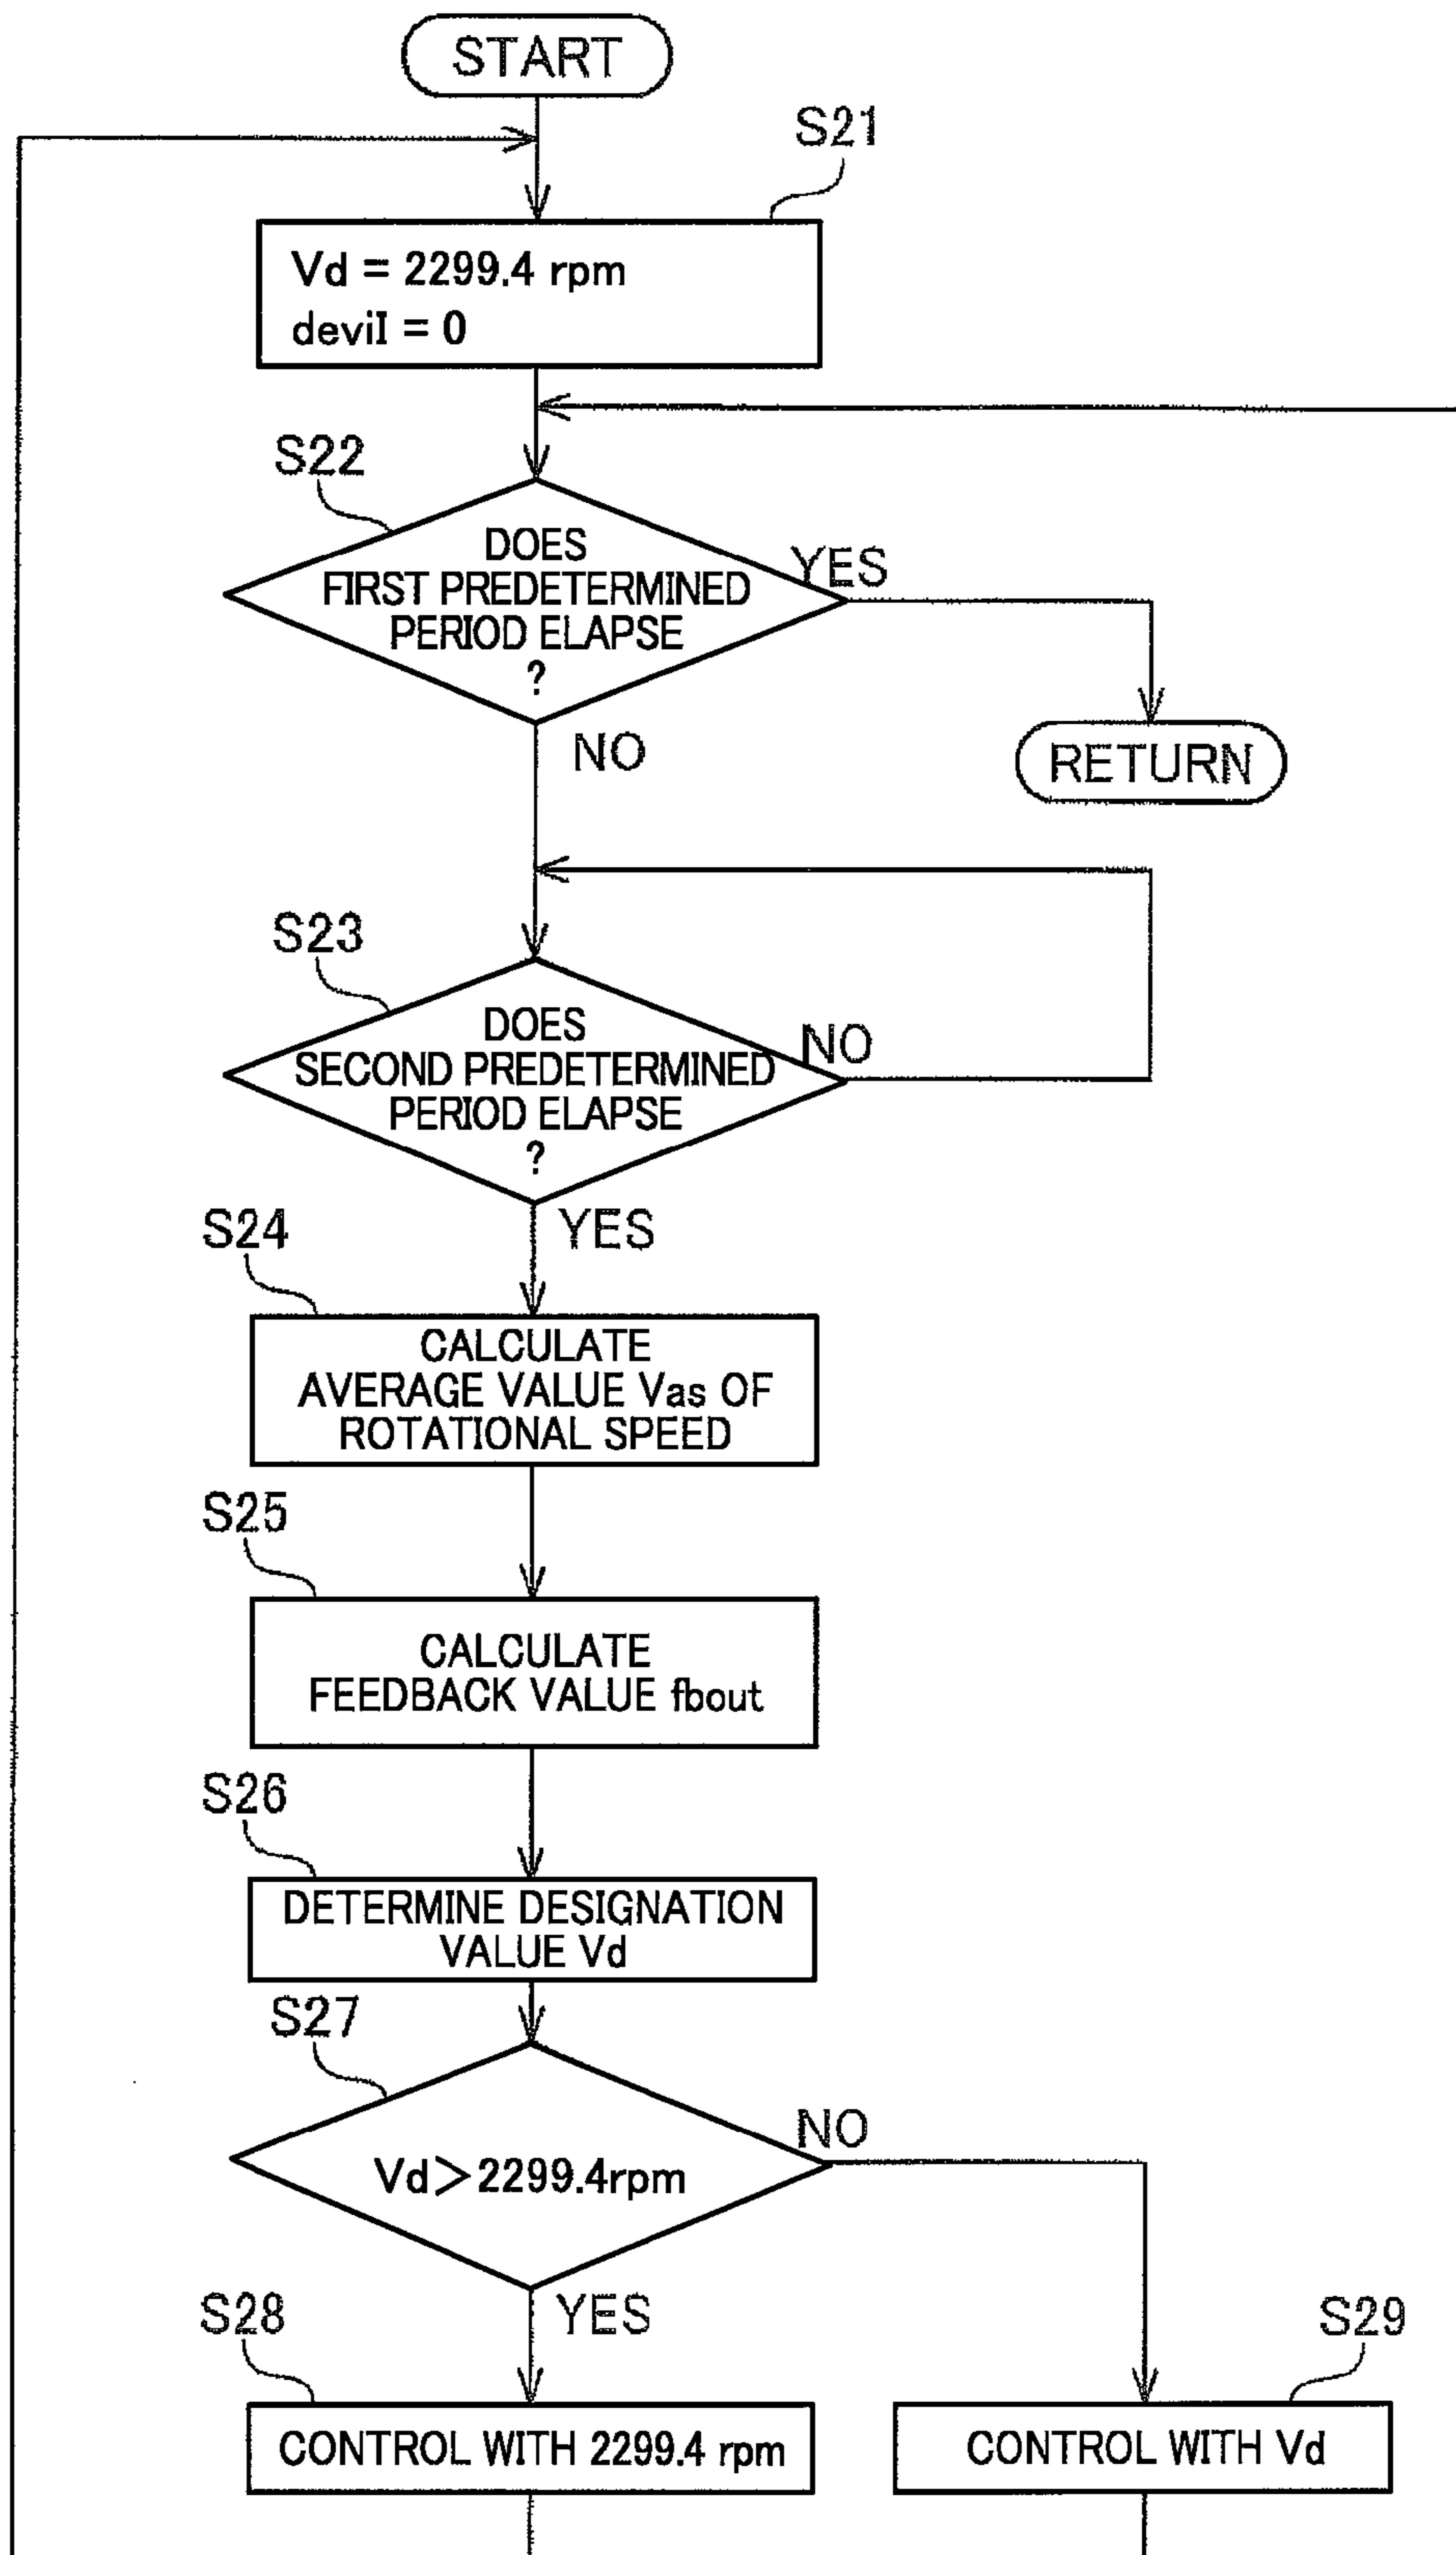 START
S21
Vd = 2299.4 rpm
deviI = 0
S22
DOES
FIRST PREDETERMINED
PERIOD ELAPSE
?
YES
NO
RETURN
S23
DOES
SECOND PREDETERMINED
PERIOD ELAPSE
?
NO
YES
S24
CALCULATE
AVERAGE VALUE Vas OF
ROTATIONAL SPEED
S25
CALCULATE
FEEDBACK VALUE fbout
S26
DETERMINE DESIGNATION
VALUE Vd
S27
Vd>2299.4rpm
NO
YES
S28
CONTROL WITH 2299.4 rpm
S29
CONTROL WITH Vd